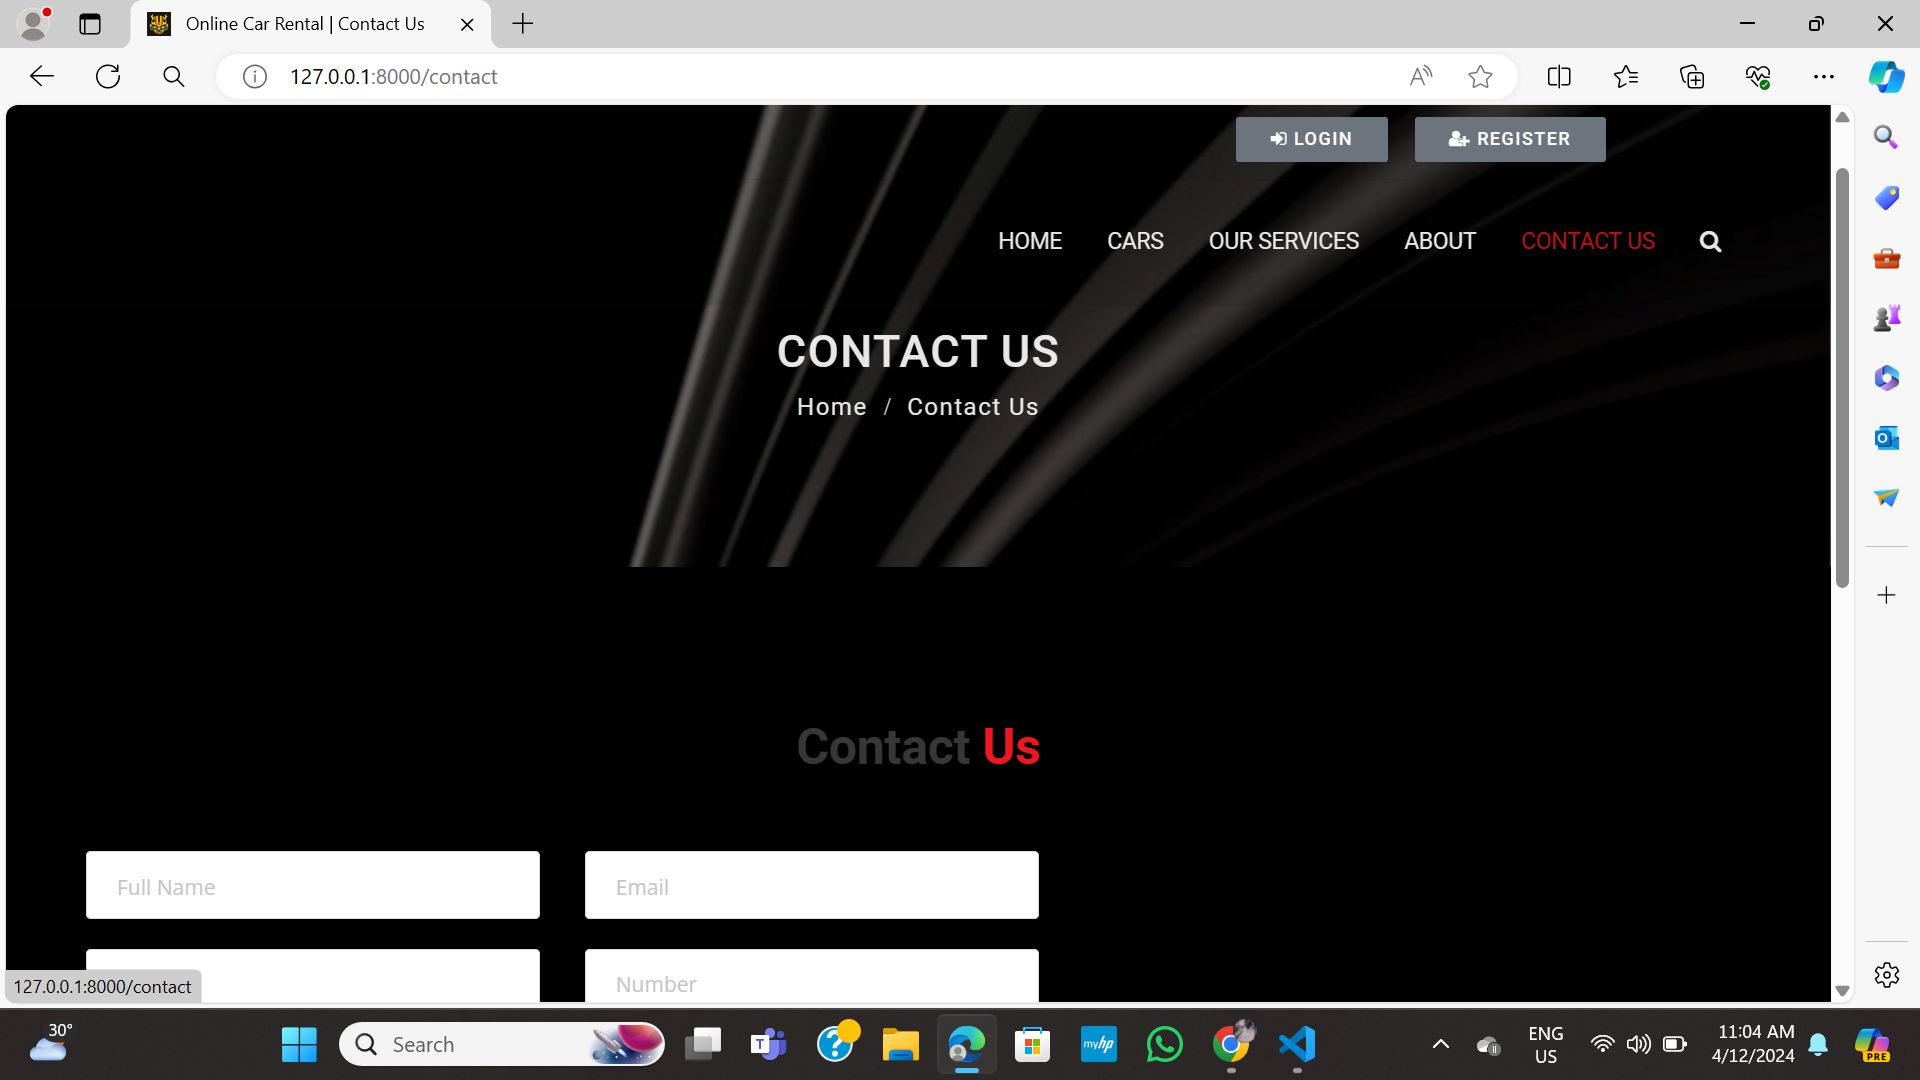 Online Car Rental | Contact Us
127.0.0.1:8000/contact
LOGIN
REGISTER
HOME
CARS
OUR SERVICES
ABOUT
CONTACT US
CONTACT US
Home / Contact Us
Contact Us
Full Name
Email
Number
127.0.0.1:8000/contact
30°
Search
T
?
myhp
ENG
US
11:04 AM
4/12/2024
PRE